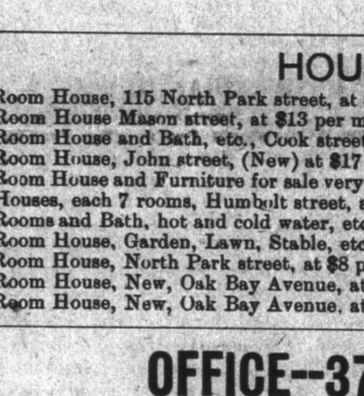 HOU
Room House, 115 North Park street, at
Room House Mason street, at $13 per m
Room House and Bath, etc., Cook street
Room House, John street, (New) at $17
Room House and Furniture for sale very
Houses, each 7 rooms, Humbolt street,
Rooms and Bath, hot and cold water, etc
Room House, Garden, Lawn, Stable, etc
Room House, North Park street, at $8 p
Room House, New, Oak Bay Avenue, at
Room House, New, Oak Bay Avenue, at
OFFICE--37